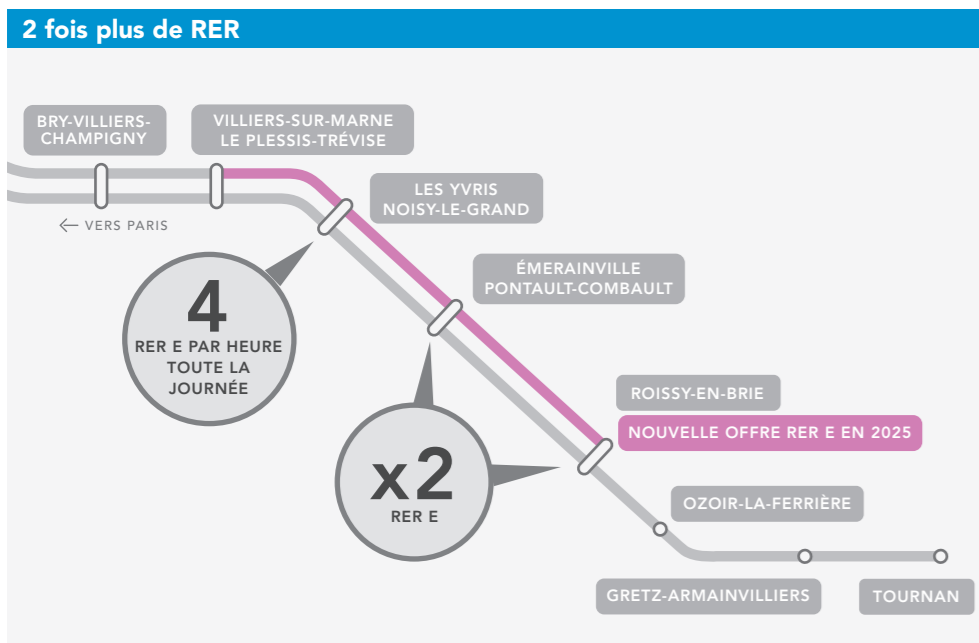 2 fois plus de RER
BRY-VILLIERS-
CHAMPIGNY
VILLIERS-SUR-MARNE
LE PLESSIS-TRÉVISE
LES YVRIS
NOISY-LE-GRAND
← VERS PARIS
ÉMERAINVILLE
PONTAULT-COMBAULT
4
RER E PAR HEURE
TOUTE LA
JOURNÉE
ROISSY-EN-BRIE
NOUVELLE OFFRE RER E EN 2025
x2
RER E
OZOIR-LA-FERRIÈRE
GRETZ-ARMAINVILLIERS
TOURNAN